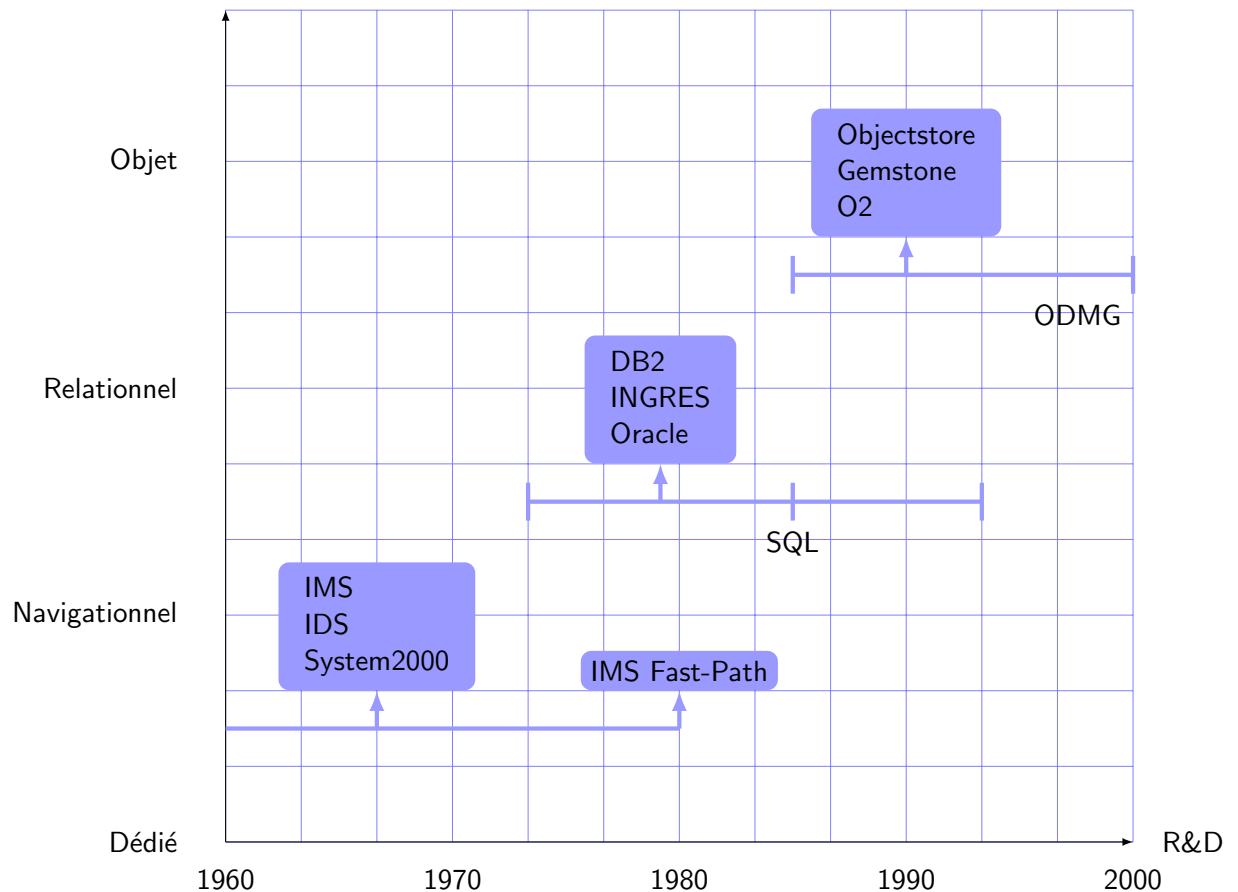 Objet
Objectstore
Gemstone
O2
ODMG
Relationnel
DB2
INGRES
Oracle
SQL
Navigationnel
IMS
IDS
System2000
IMS Fast-Path
Dédié
R&D
1960 1970 1980 1990 2000